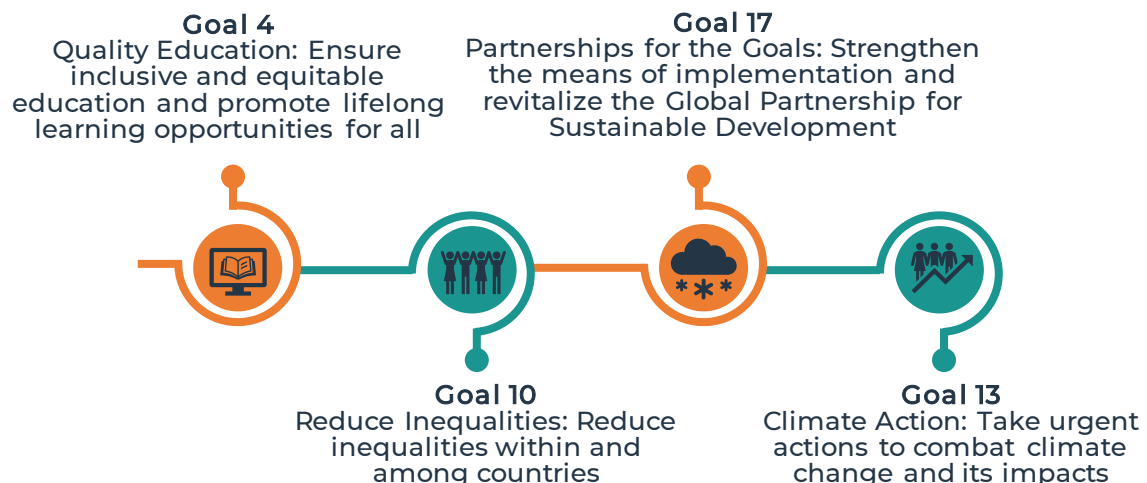 Goal 4
Quality Education: Ensure
inclusive and equitable
education and promote lifelong
learning opportunities for all
Goal 17
Partnerships for the Goals: Strengthen
the means of implementation and
revitalize the Global Partnership for
Sustainable Development
Goal 10
Reduce Inequalities: Reduce
inequalities within and
among countries
Goal 13
Climate Action: Take urgent
actions to combat climate
change and its impacts